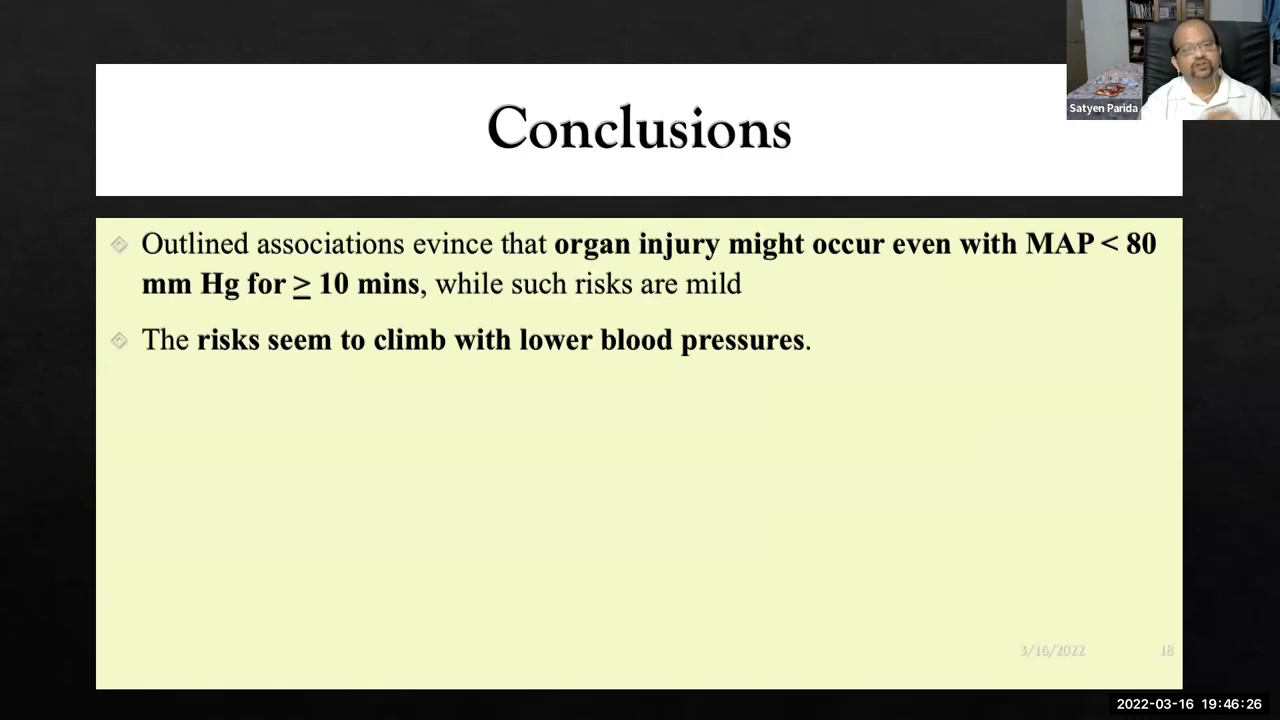 Satyen Parida
Conclusions
Outlined associations evince that organ injury might occur even with MAP < 80
mm Hg for ≥ 10 mins, while such risks are mild
The risks seem to climb with lower blood pressures.
3/16/2022 18
2022-03-16 19:46:26